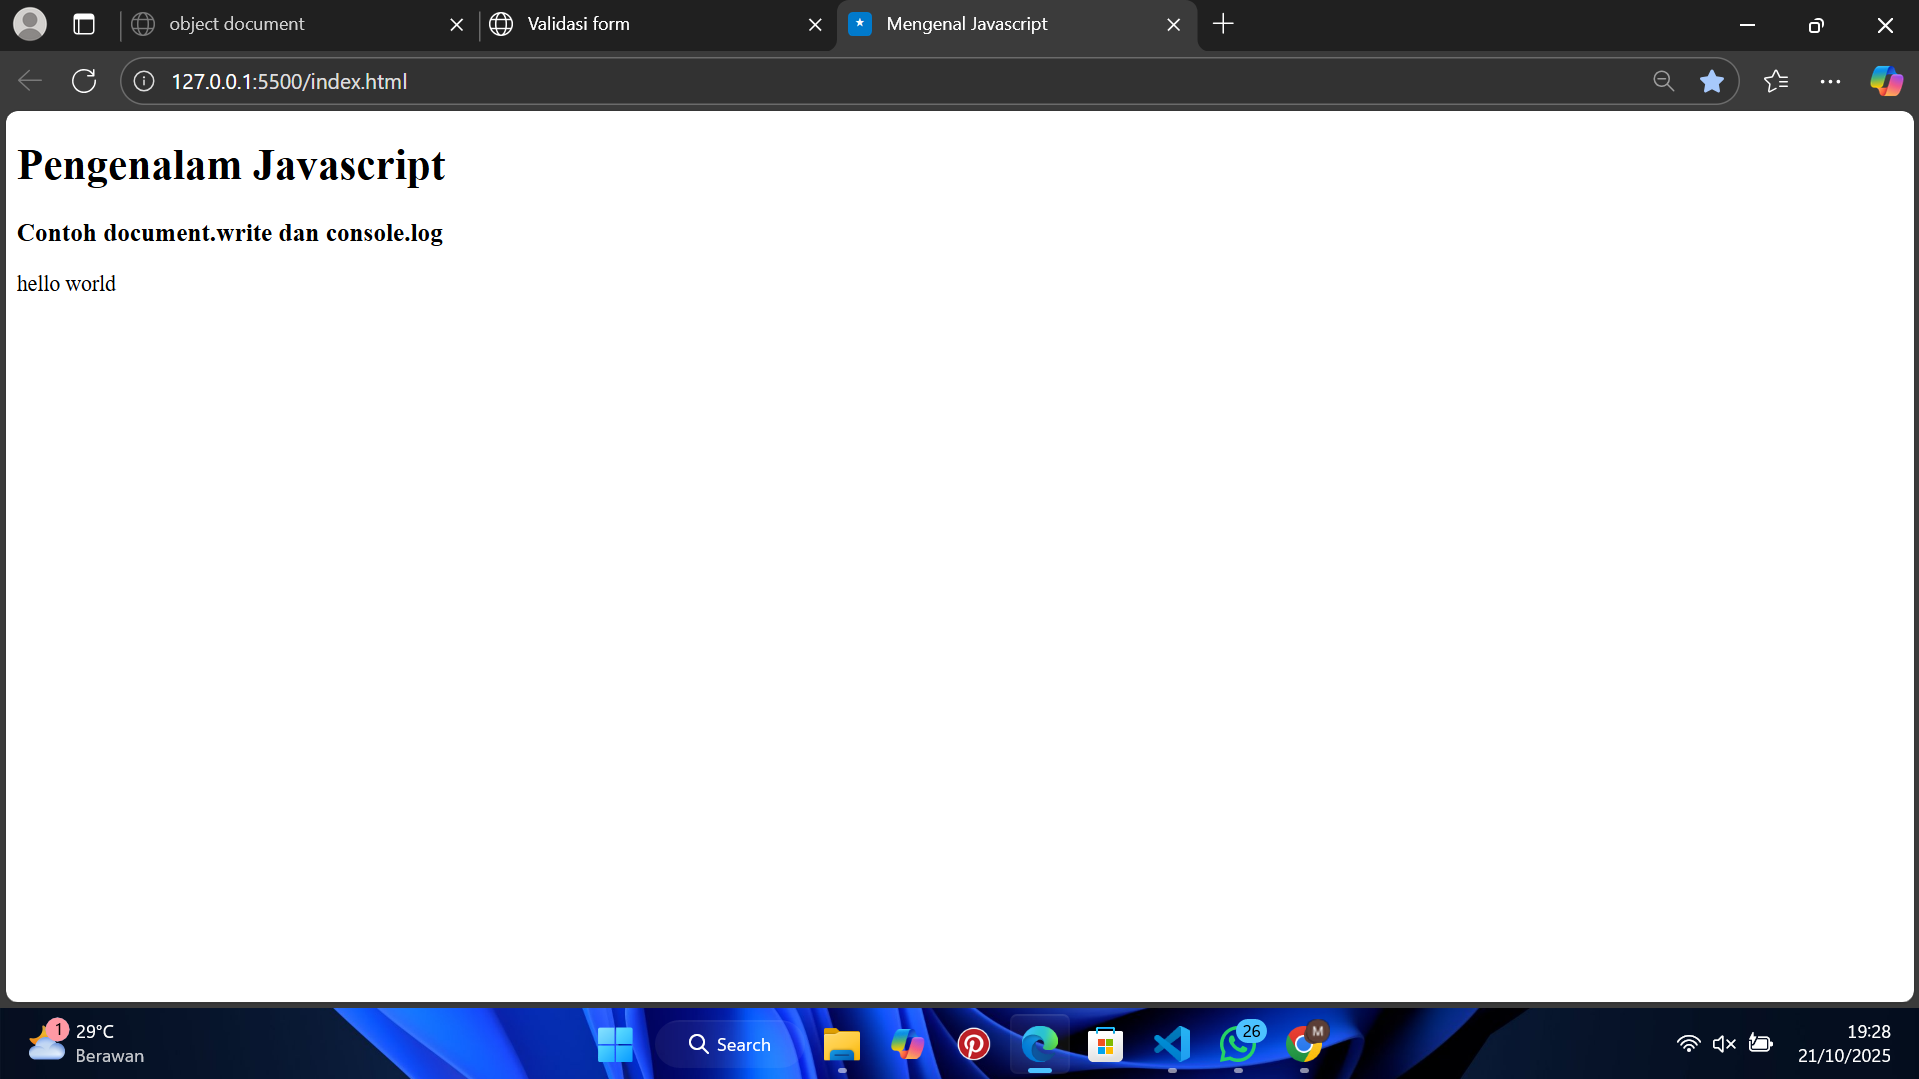 object document
Validasi form
Mengenal Javascript
127.0.0.1:5500/index.html
Pengenalam Javascript
Contoh document.write dan console.log
hello world
1
29°C
Berawan
Search
26
M
19:28
21/10/2025